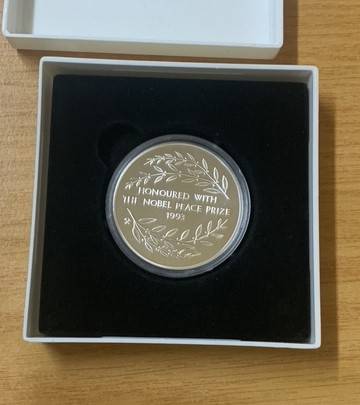 HONOURED WITH
THE NOBEL PEACE PRIZE
1993